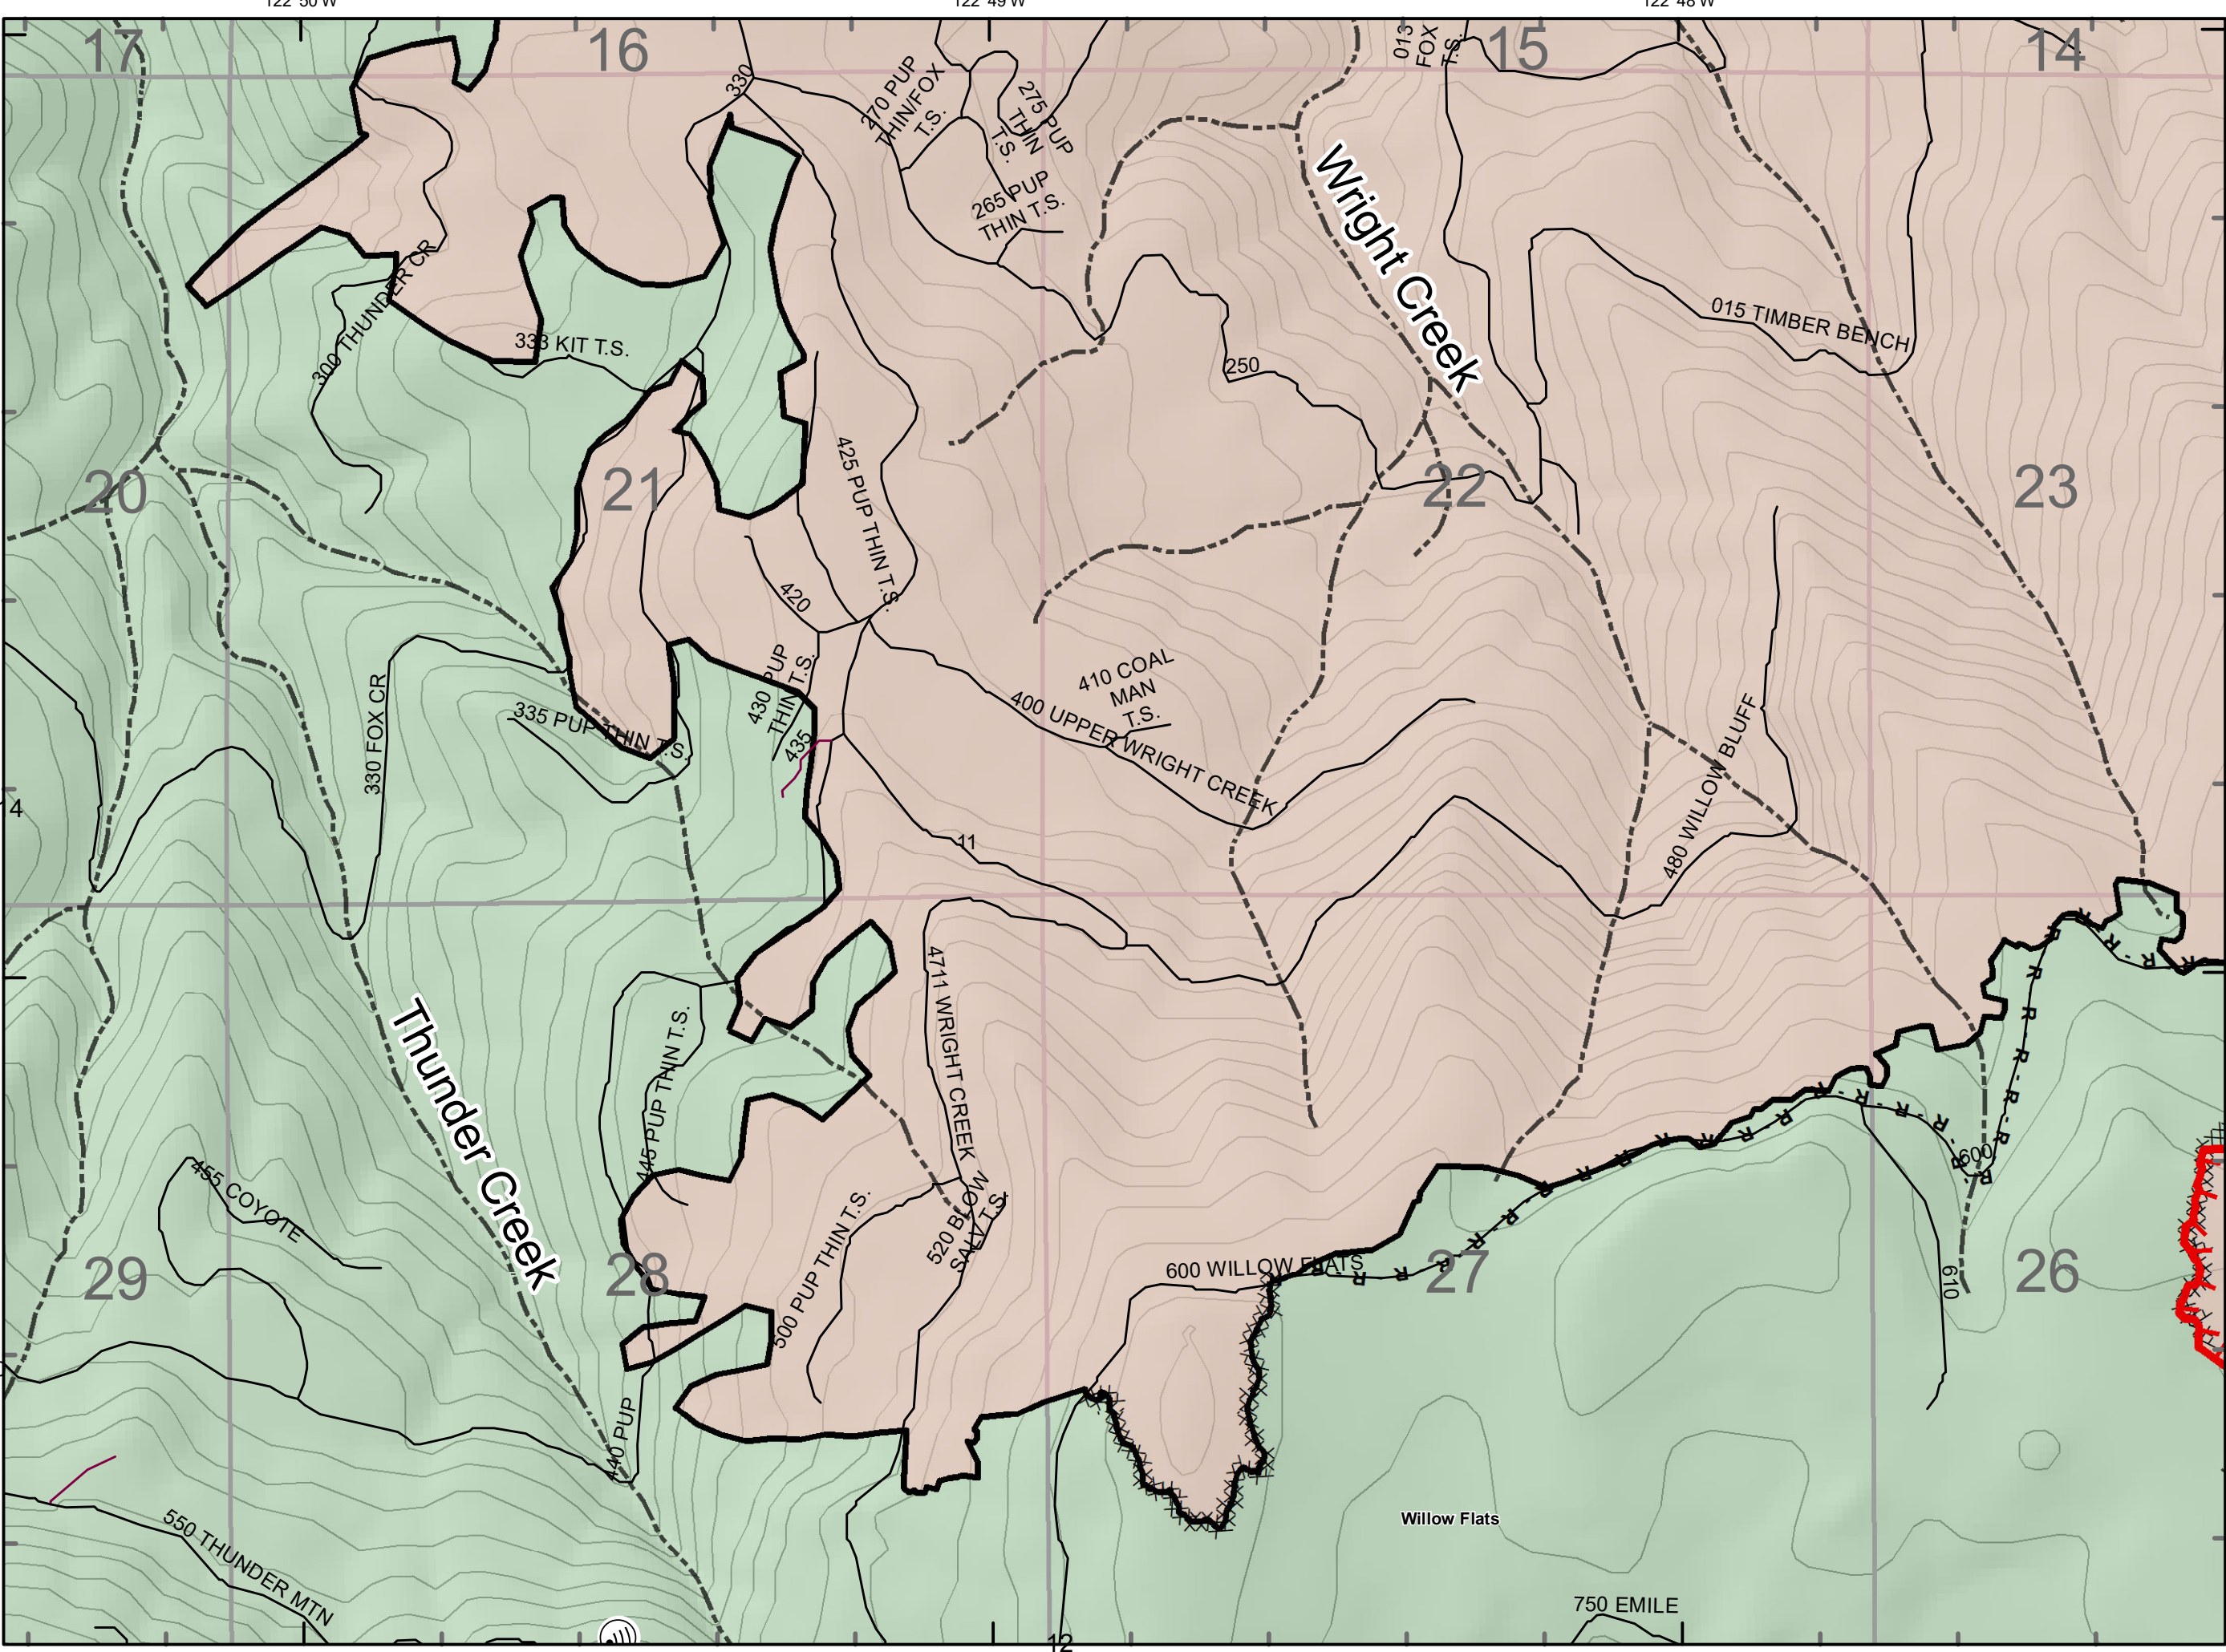 122°50'W
122°49'W
122°48'W
17
16
15
14
013
FOX
T.S.
330
270 PUP
THIN/FOX
T.S.
275 PUP
THIN
T.S.
265 PUP
THIN T.S.
Wright Creek
300 THUNDER CR
333 KIT T.S.
015 TIMBER BENCH
250
20
21
22
23
425 PUP THIN T.S.
420
430 PUP
THIN T.S.
435
410 COAL
MAN
T.S.
400 UPPER WRIGHT CREEK
330 FOX CR
335 PUP THIN T.S.
480 WILLOW BLUFF
4
11
4711 WRIGHT CREEK
Thunder Creek
445 PUP THIN T.S.
455 COYOTE
500 PUP THIN T.S.
520 BLOW
SALV T.S.
600
600 WILLOW FLATS
610
29
28
27
26
440 PUP
550 THUNDER MTN
Willow Flats
750 EMILE
12